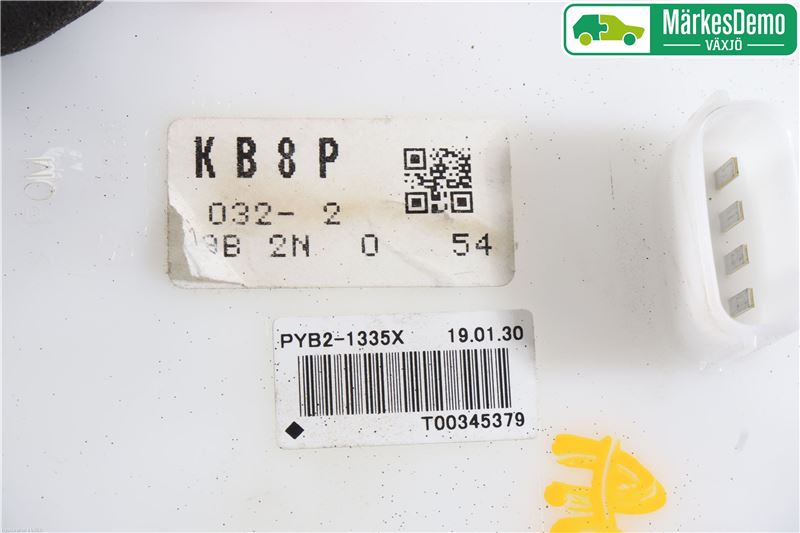 MärkesDemo
VÄXJÖ
KB8P
032- 2
9B 2N 0 54
PYB2-1335X 19.01.30
T00345379